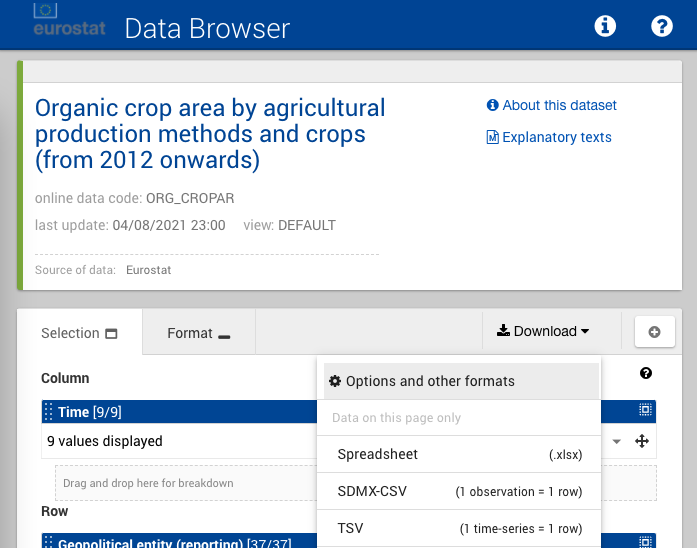 eurostat Data Browser
Organic crop area by agricultural
production methods and crops
(from 2012 onwards)
About this dataset
Explanatory texts
online data code: ORG_CROPAR
last update: 04/08/2021 23:00 view: DEFAULT
Source of data: Eurostat
Selection
Format
Download
Options and other formats
Data on this page only
Spreadsheet (.xlsx)
SDMX-CSV (1 observation = 1 row)
TSV (1 time-series = 1 row)
Column
Time [9/9]
9 values displayed
Drag and drop here for breakdown
Row
Geopolitical entity (reporting) [37/37]